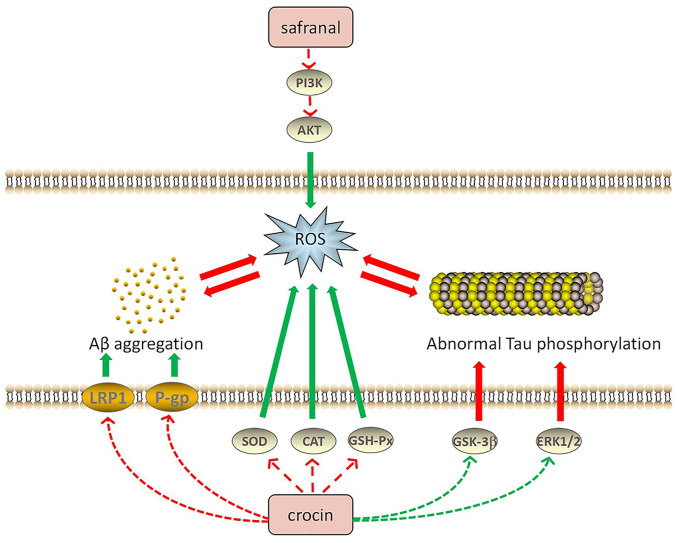 safranal
PI3K
AKT
ROS
Aβ aggregation
Abnormal Tau phosphorylation
LRP1
P-gp
SOD
CAT
GSH-Px
GSK-3β
ERK1/2
crocin